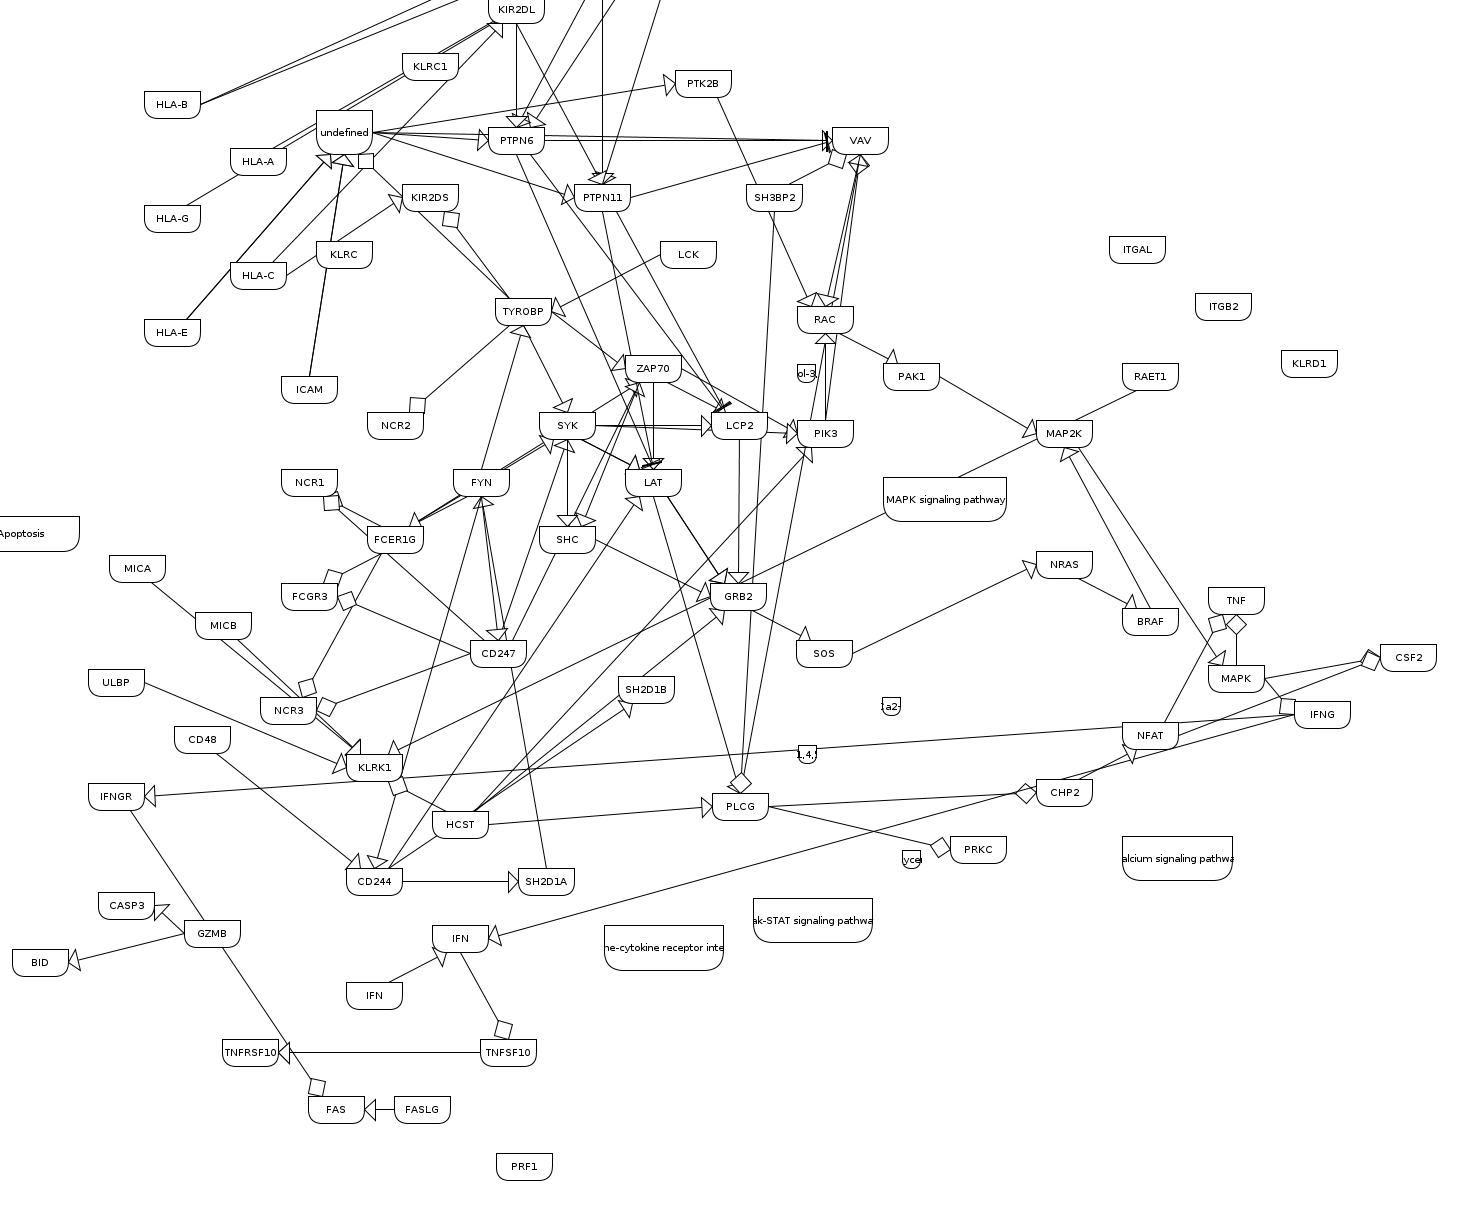 KIR2DL
KLRC1
PTK2B
HLA-B
undefined
PTPN6
VAV
HLA-A
KIR2DS
PTPN11
SH3BP2
HLA-G
KLRC
LCK
ITGAL
HLA-C
ITGB2
TYROBP
RAC
HLA-E
ZAP70
ol-3,
PAK1
RAET1
KLRD1
ICAM
NCR2
SYK
LCP2
PIK3
MAP2K
NCR1
FYN
LAT
MAPK signaling pathway
Apoptosis
FCER1G
SHC
MICA
NRAS
FCGR3
GRB2
TNF
MICB
BRAF
CD247
SOS
CSF2
ULBP
SH2D1B
MAPK
NCR3
a2-
IFNG
CD48
NFAT
1,4,
KLRK1
IFNGR
PLCG
CHP2
HCST
PRKC
yce
alcium signaling pathwa
CD244
SH2D1A
CASP3
ak-STAT signaling pathwa
GZMB
IFN
ne-cytokine receptor inte
BID
IFN
TNFRSF10
TNFSF10
FAS
FASLG
PRF1